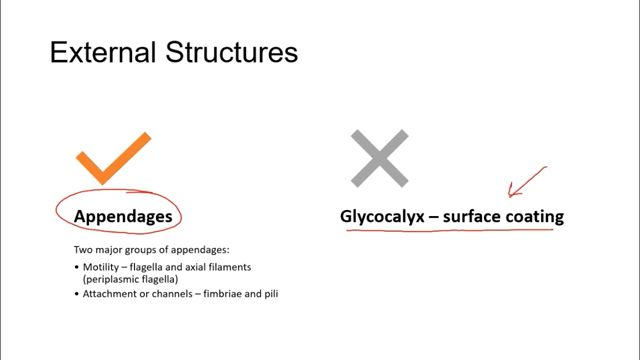 External Structures
Appendages
Two major groups of appendages:
• Motility – flagella and axial filaments
(periplasmic flagella)
• Attachment or channels – fimbriae and pili
Glycocalyx – surface coating